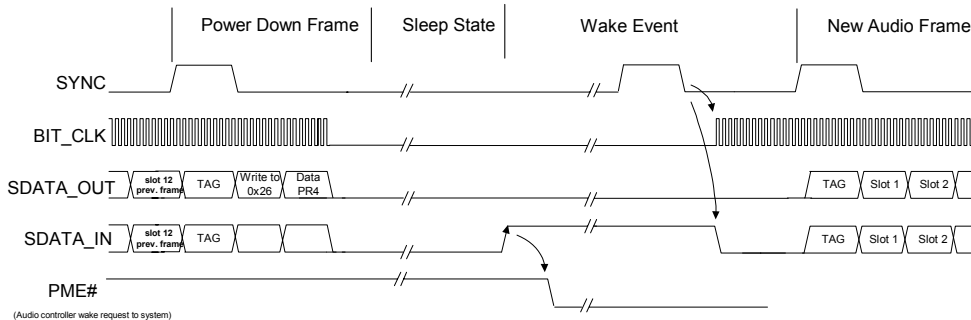 Power Down Frame
Sleep State
Wake Event
New Audio Frame
SYNC
BIT_CLK
SDATA_OUT
slot 12
prev. frame
TAG
Write to
0x26
Data
PR4
TAG
Slot 1
Slot 2
SDATA_IN
slot 12
prev. frame
TAG
TAG
Slot 1
Slot 2
PME#
(Audio controller wake request to system)